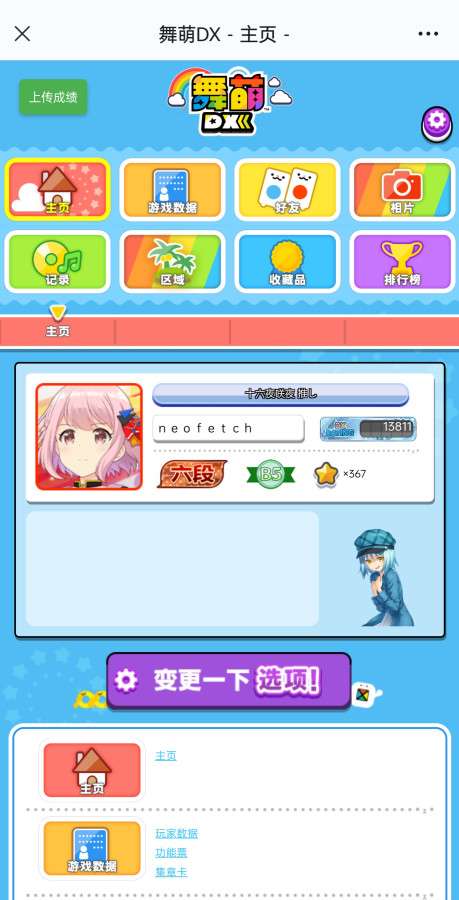 舞萌DX - 主页 -
上传成绩
舞萌
DX
主页
游戏数据
好友
相片
记录
区域
收藏品
排行榜
主页
十六夜咲夜 推し
ｎｅｏｆｅｔｃｈ
DX RATING 13811
六段
B5
×367
变更一下 选项!
主页
主页
游戏数据
玩家数据
功能票
集章卡